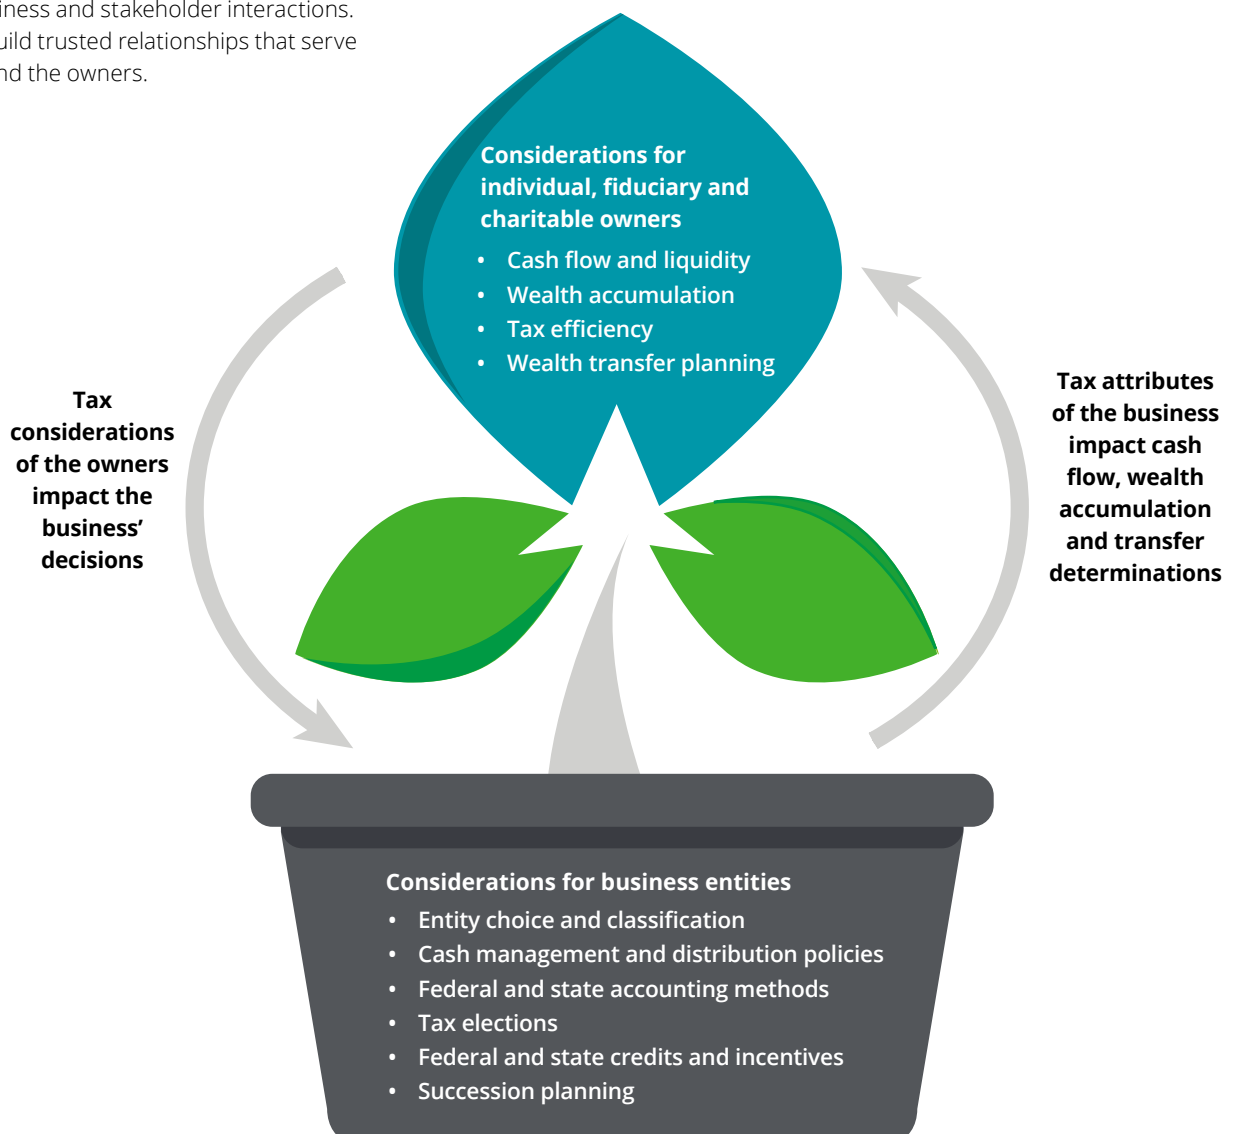 and stakeholder interactions.
trusted relationships that serve
the owners.
Considerations for
individual, fiduciary and
charitable owners
• Cash flow and liquidity
• Wealth accumulation
• Tax efficiency
• Wealth transfer planning
Tax
considerations
of the owners
impact the
business’
decisions
Tax attributes
of the business
impact cash
flow, wealth
accumulation
and transfer
determinations
Considerations for business entities
• Entity choice and classification
• Cash management and distribution policies
• Federal and state accounting methods
• Tax elections
• Federal and state credits and incentives
• Succession planning